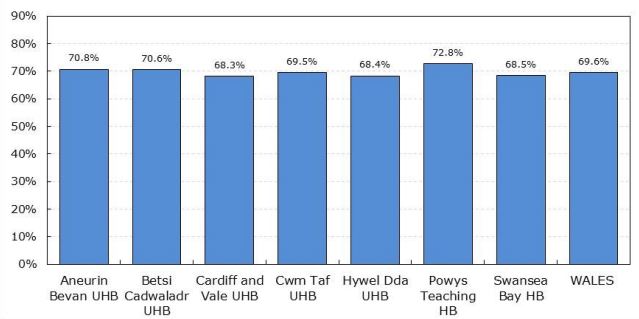 90%
80%
70%
60%
50%
40%
30%
20%
10%
0%
70.8%
70.6%
68.3%
69.5%
68.4%
72.8%
68.5%
69.6%
Aneurin
Bevan UHB
Betsi
Cadwaladr
UHB
Cardiff and
Vale UHB
Cwm Taf
UHB
Hywel Dda
UHB
Powys
Teaching
HB
Swansea
Bay HB
WALES